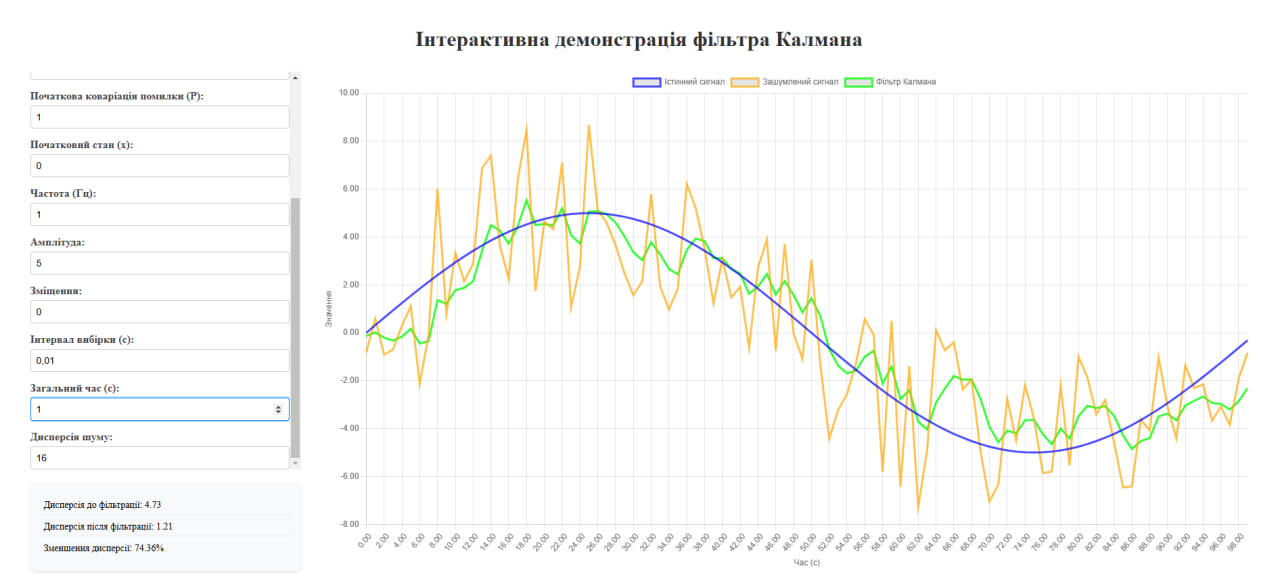 Інтерактивна демонстрація фільтра Калмана
Початкова коваріація помилки (P):
1
Початковий стан (x):
0
Частота (Гц):
1
Амплітуда:
5
Зміщення:
0
Інтервал вибірки (с):
0,01
Загальний час (с):
1
Дисперсія шуму:
16
Дисперсія до фільтрації: 4.73
Дисперсія після фільтрації: 1.21
Зменшення дисперсії: 74.36%
Істинний сигнал Зашумлений сигнал Фільтр Калмана
Значення
10.00
8.00
6.00
4.00
2.00
0.00
-2.00
-4.00
-6.00
-8.00
0.00 2.00 4.00 6.00 8.00 10.00 12.00 14.00 16.00 18.00 20.00 22.00 24.00 26.00 28.00 30.00 32.00 34.00 36.00 38.00 40.00 42.00 44.00 46.00 48.00 50.00 52.00 54.00 56.00 58.00 60.00 62.00 64.00 66.00 68.00 70.00 72.00 74.00 76.00 78.00 80.00 82.00 84.00 86.00 88.00 90.00 92.00 94.00 96.00 98.00
Час (с)